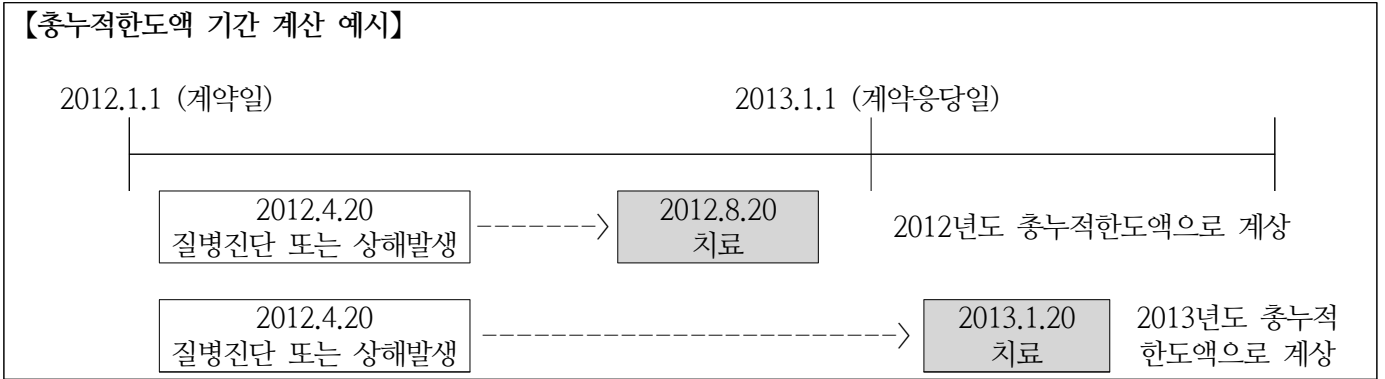 【총누적한도액 기간 계산 예시】
2012.1.1 (계약일)
2013.1.1 (계약응당일)
2012.4.20
질병진단 또는 상해발생
2012.8.20
치료
2012년도 총누적한도액으로 계상
2012.4.20
질병진단 또는 상해발생
2013.1.20
치료
2013년도 총누적
한도액으로 계상